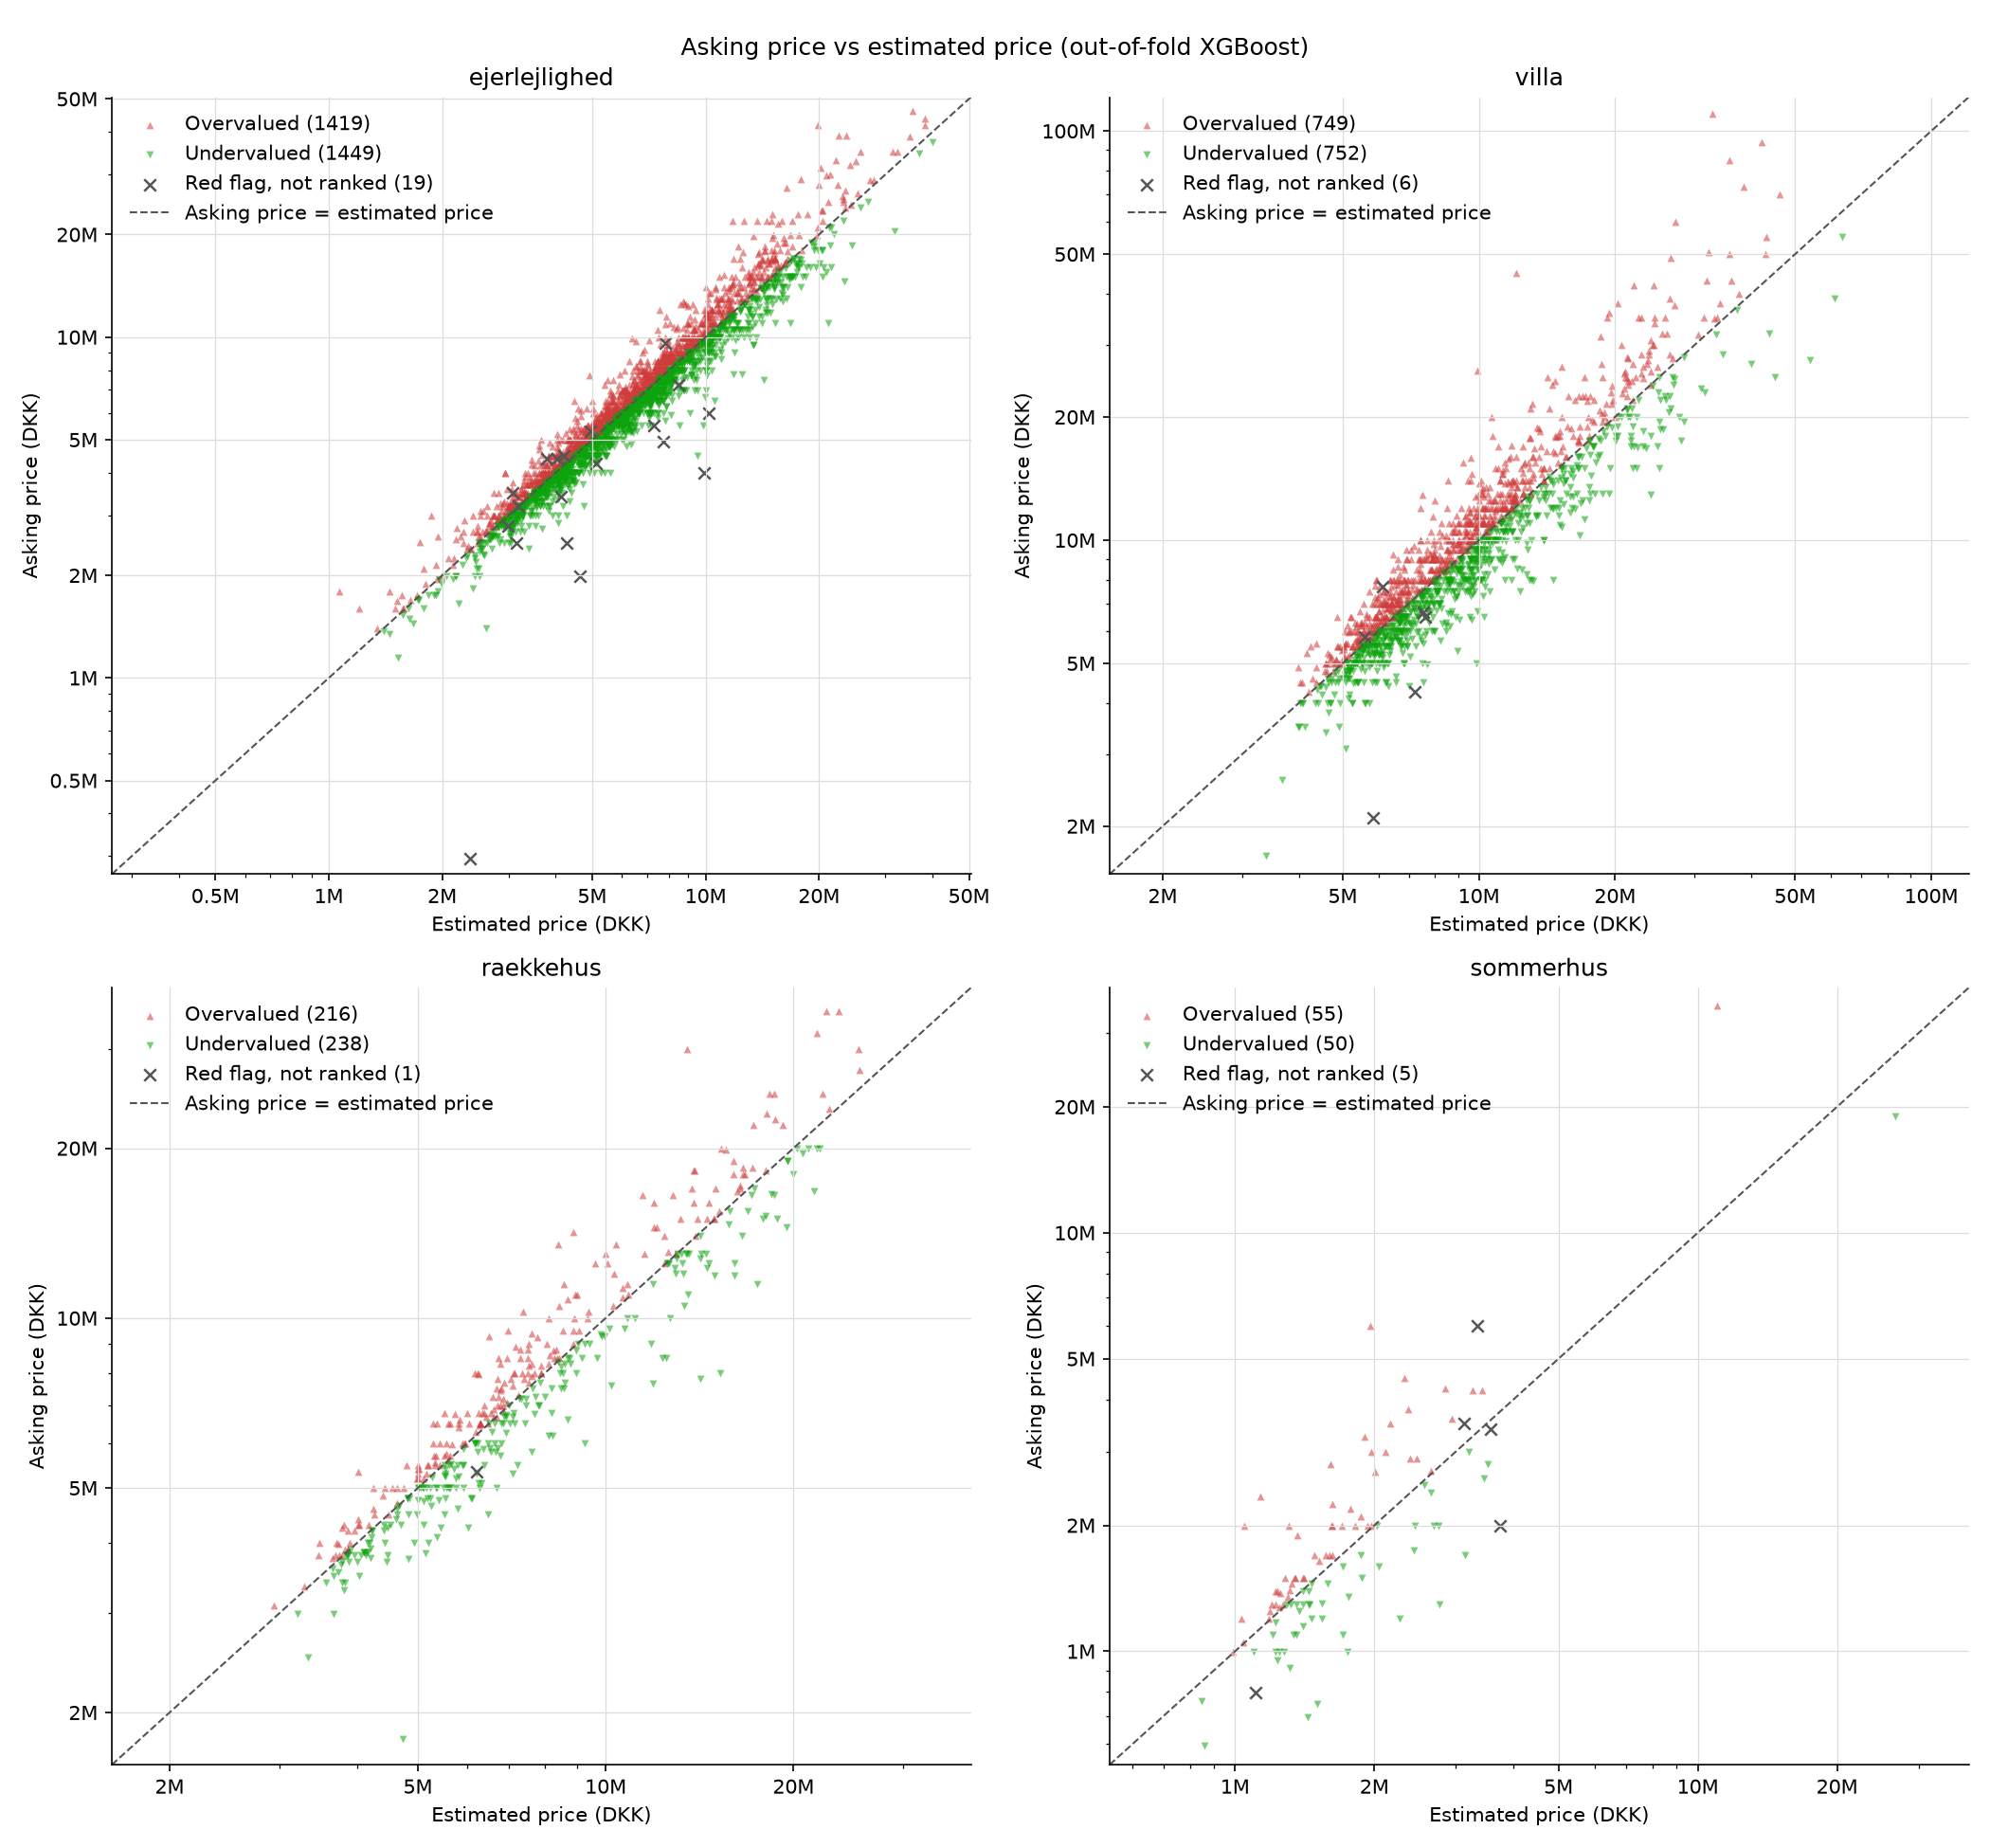 Asking price vs estimated price (out-of-fold XGBoost)
ejerlejlighed
50M
20M
10M
5M
2M
1M
0.5M
Asking price (DKK)
Overvalued (1419)
Undervalued (1449)
Red flag, not ranked (19)
Asking price = estimated price
0.5M 1M 2M 5M 10M 20M 50M
Estimated price (DKK)
villa
100M
50M
20M
10M
5M
2M
Asking price (DKK)
Overvalued (749)
Undervalued (752)
Red flag, not ranked (6)
Asking price = estimated price
2M 5M 10M 20M 50M 100M
Estimated price (DKK)
raekkehus
20M
10M
5M
2M
Asking price (DKK)
Overvalued (216)
Undervalued (238)
Red flag, not ranked (1)
Asking price = estimated price
2M 5M 10M 20M
Estimated price (DKK)
sommerhus
20M
10M
5M
2M
1M
Asking price (DKK)
Overvalued (55)
Undervalued (50)
Red flag, not ranked (5)
Asking price = estimated price
1M 2M 5M 10M 20M
Estimated price (DKK)